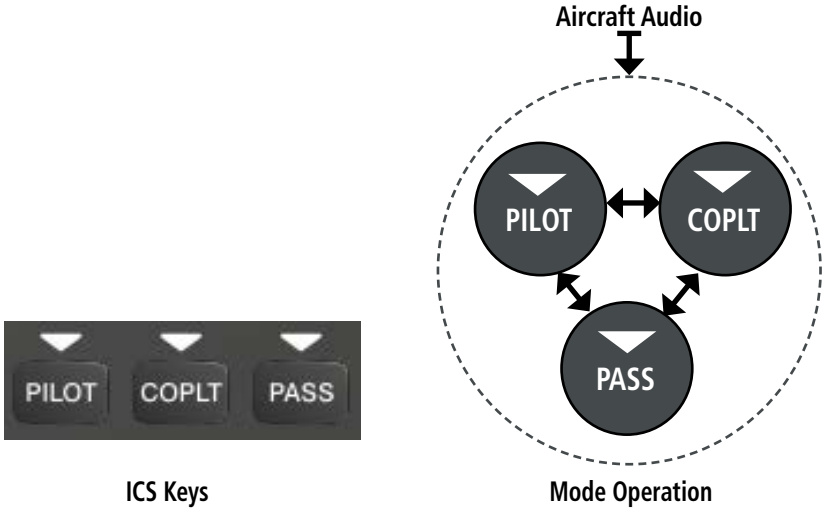 Aircraft Audio
PILOT
COPLT
PASS
PILOT COPLT PASS
ICS Keys
Mode Operation